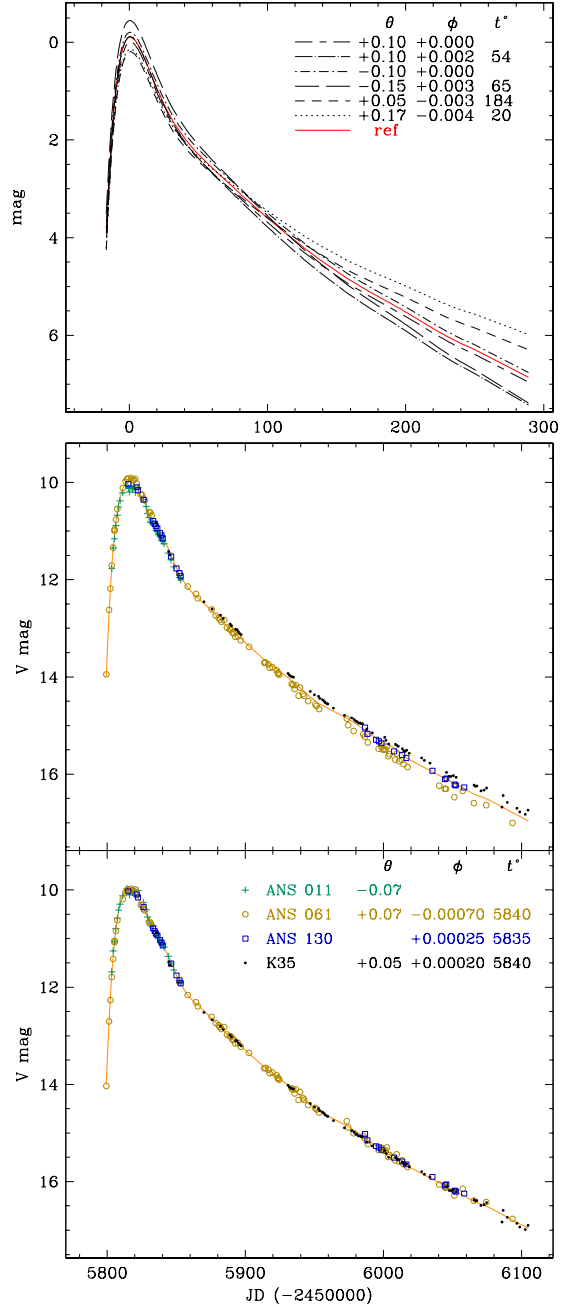 θ ϕ t°
+0.10 +0.000
+0.10 +0.002 54
−0.10 +0.000
−0.15 +0.003 65
+0.05 −0.003 184
+0.17 −0.004 20
ref
0
2
4
6
mag
0 100 200 300
10
12
14
16
V mag
θ ϕ t°
ANS 011 −0.07
ANS 061 +0.07 −0.00070 5840
ANS 130 +0.00025 5835
K35 +0.05 +0.00020 5840
10
12
14
16
V mag
5800 5900 6000 6100
JD (−2450000)